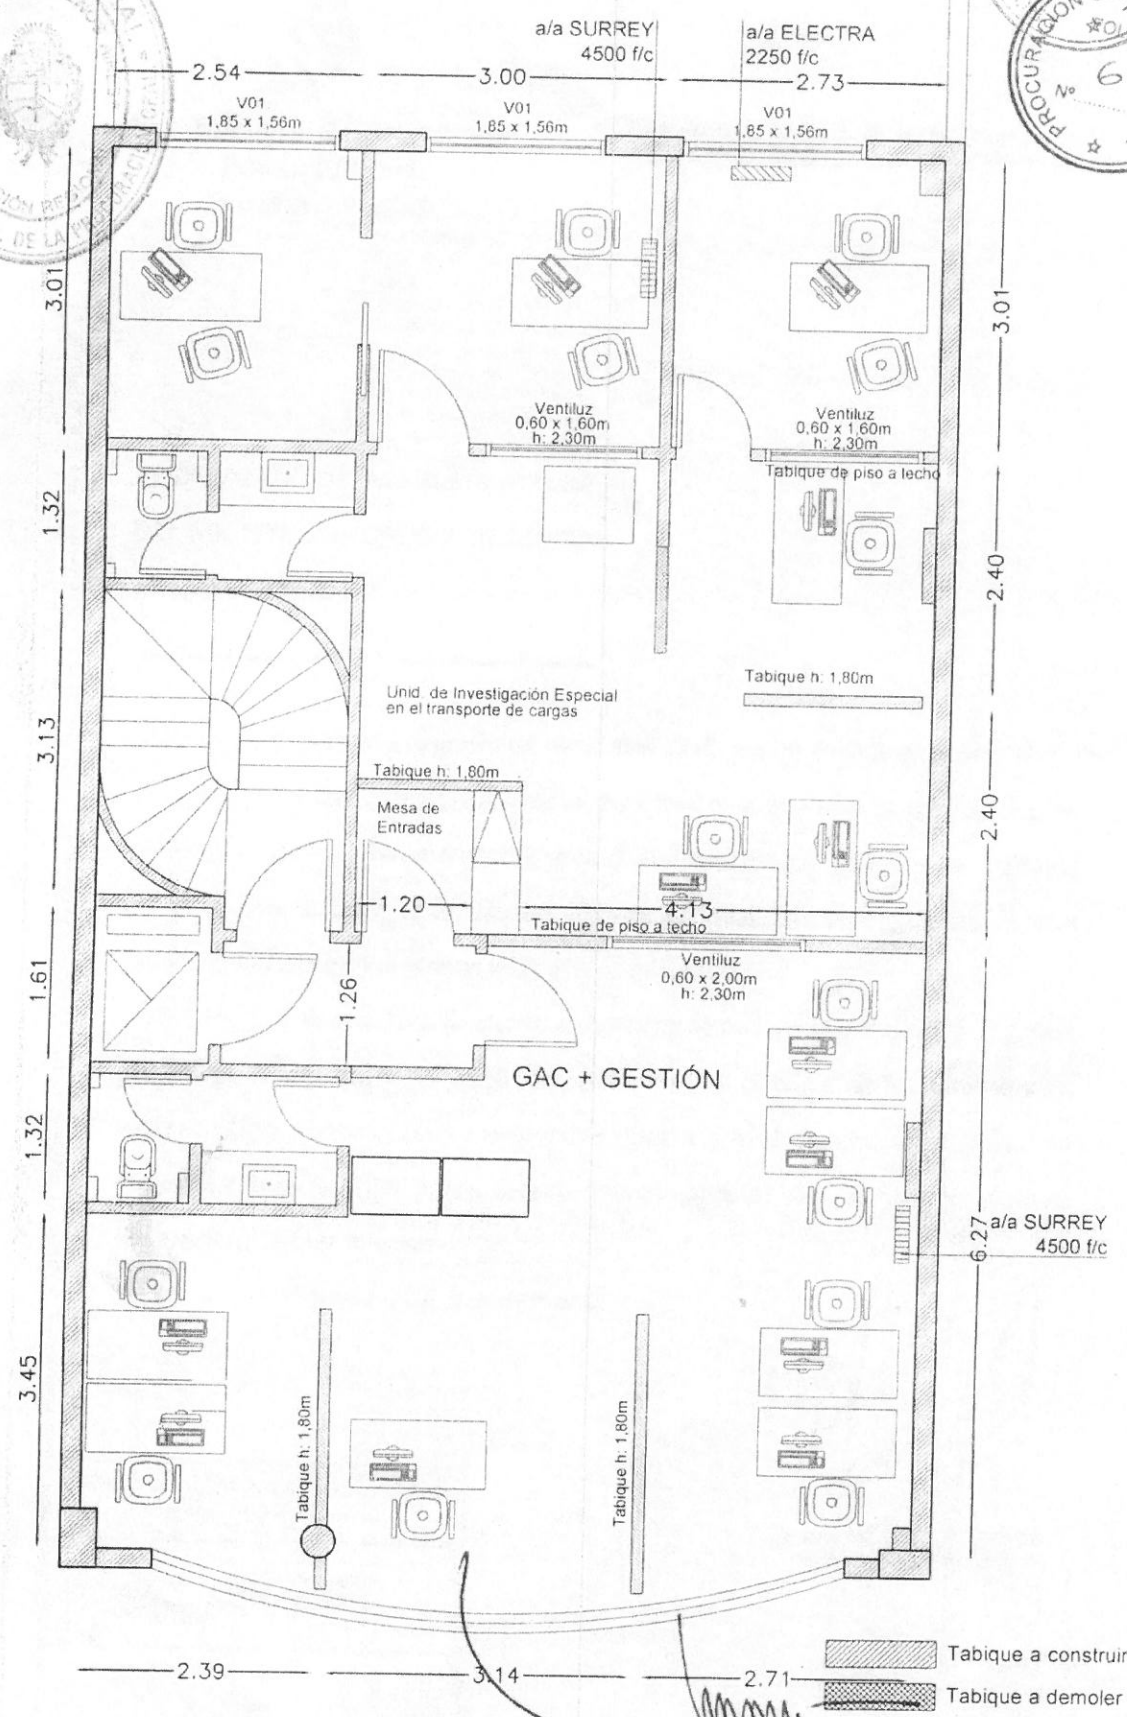 a/a SURREY
4500 f/c
a/a ELECTRA
2250 f/c
PROCURACION
Nº 6
DE LA
2.54
3.00
2.73
V01
1,85 x 1,56m
V01
1,85 x 1,56m
V01
1,85 x 1,56m
3.01
3.01
Ventiluz
0,60 x 1,60m
h: 2,30m
Ventiluz
0,60 x 1,60m
h: 2,30m
Tabique de piso a techo
1.32
2.40
Tabique h: 1,80m
Unid. de Investigación Especial
en el transporte de cargas
3.13
Tabique h: 1,80m
Mesa de
Entradas
2.40
1.20
4.13
Tabique de piso a techo
Ventiluz
0,60 x 2,00m
h: 2,30m
1.61
1.26
GAC + GESTIÓN
1.32
6.27
a/a SURREY
4500 f/c
3.45
Tabique h: 1,80m
Tabique h: 1,80m
2.39
3.14
2.71
Tabique a construir
Tabique a demoler